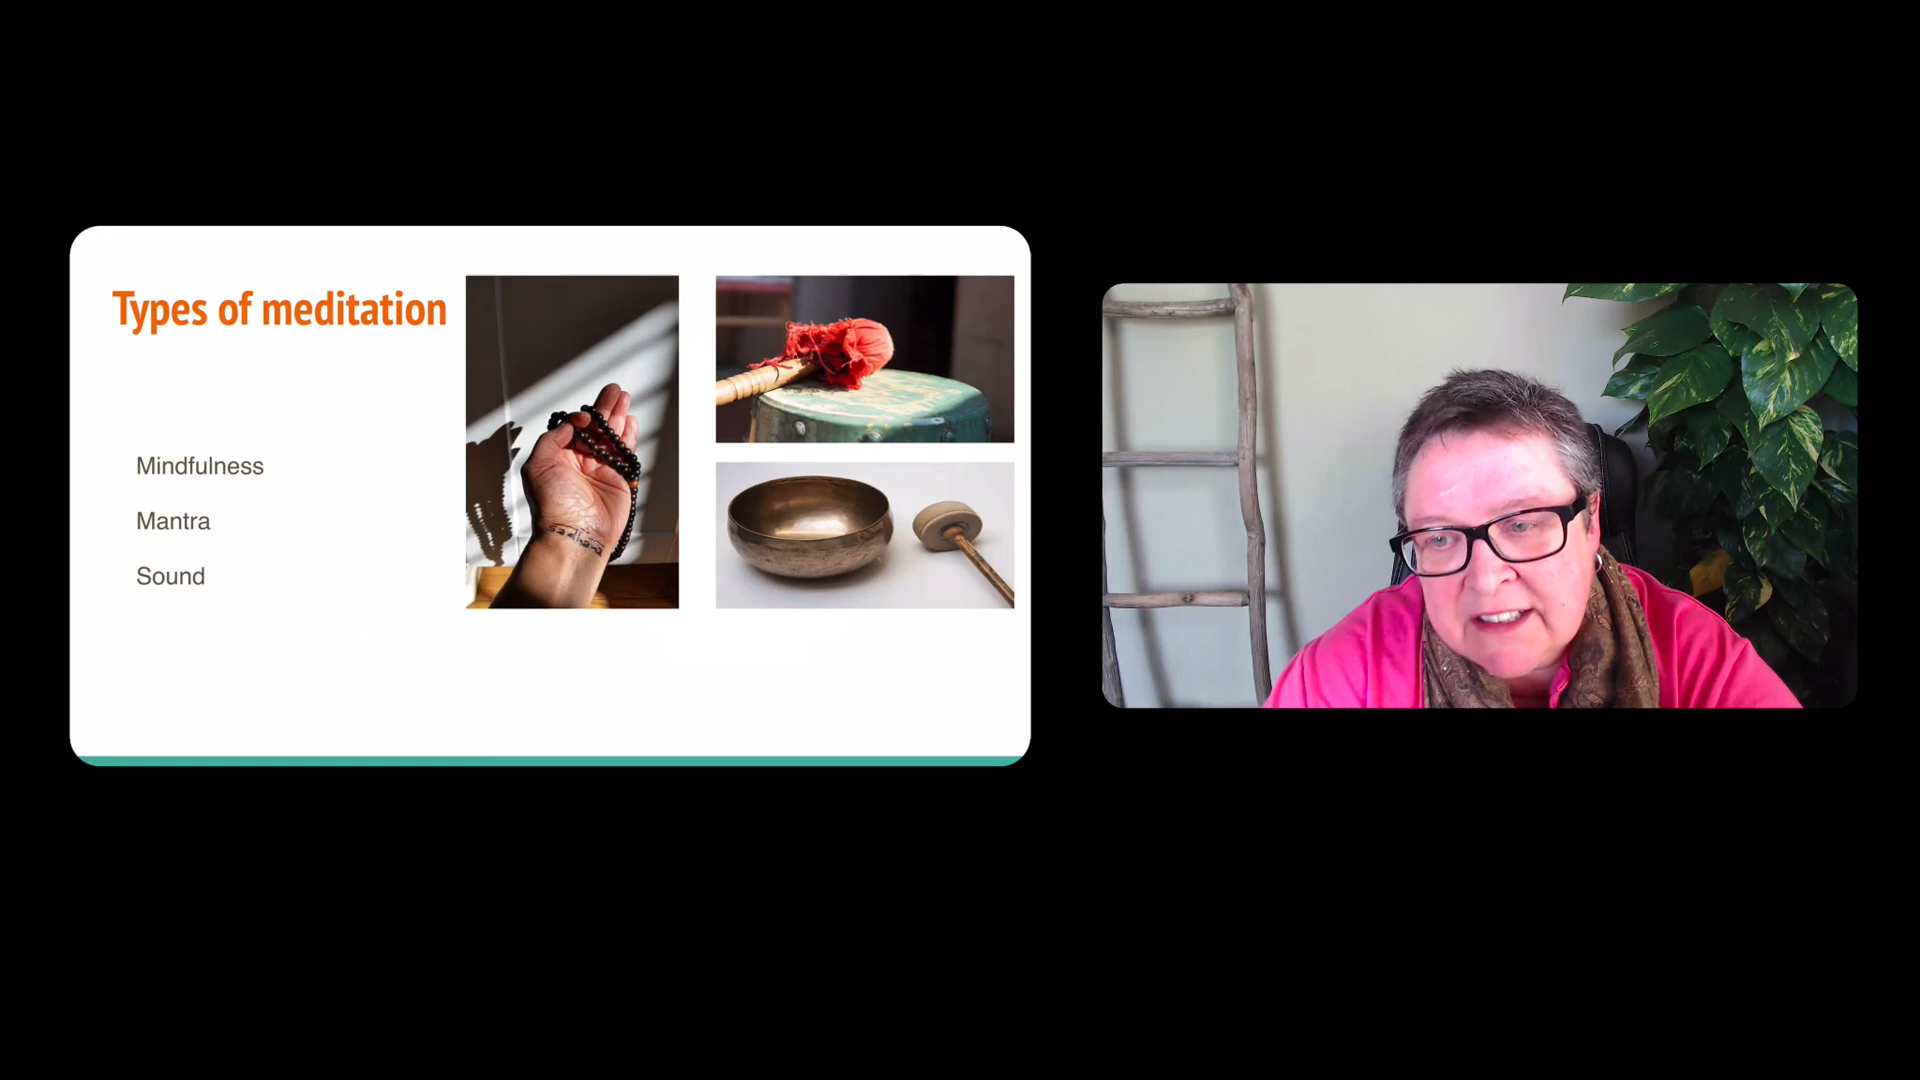 Types of meditation
Mindfulness
Mantra
Sound